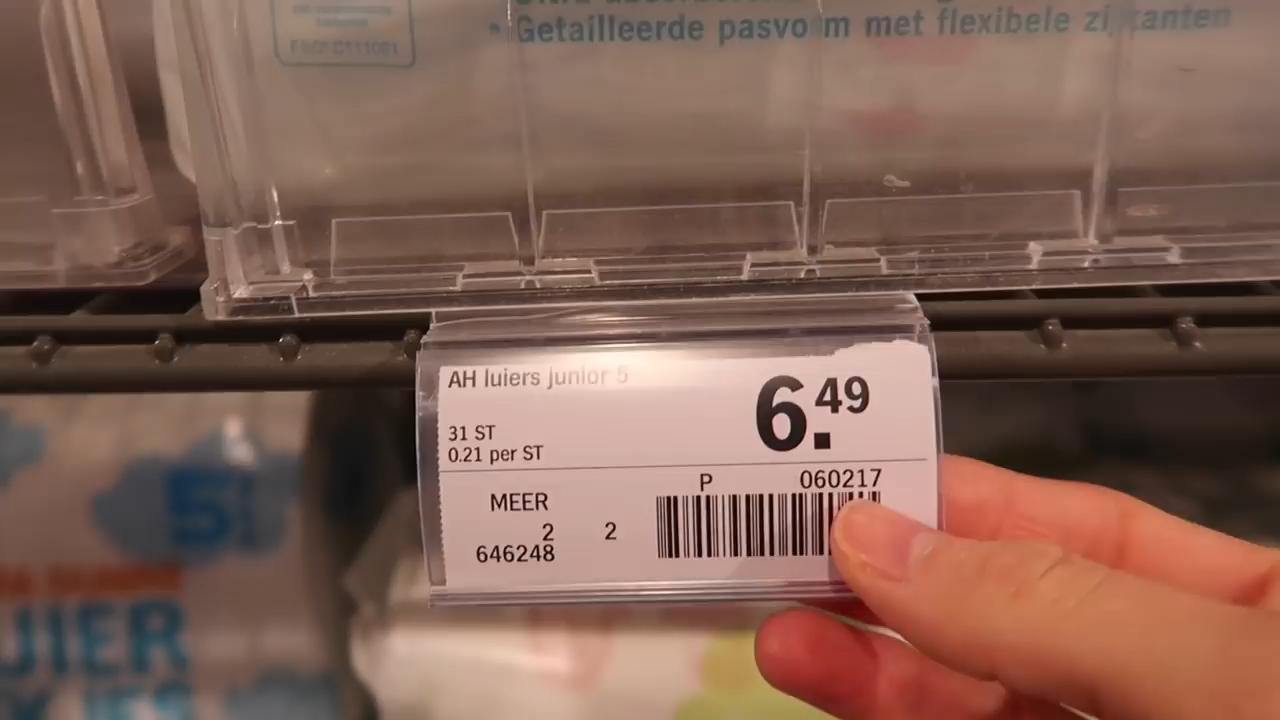 • Getailleerde pasvorm met flexibele zijkanten
AH luiers junior 5
6.49
31 ST
0.21 per ST
P 060217
MEER
2 2
646248
5
UIER